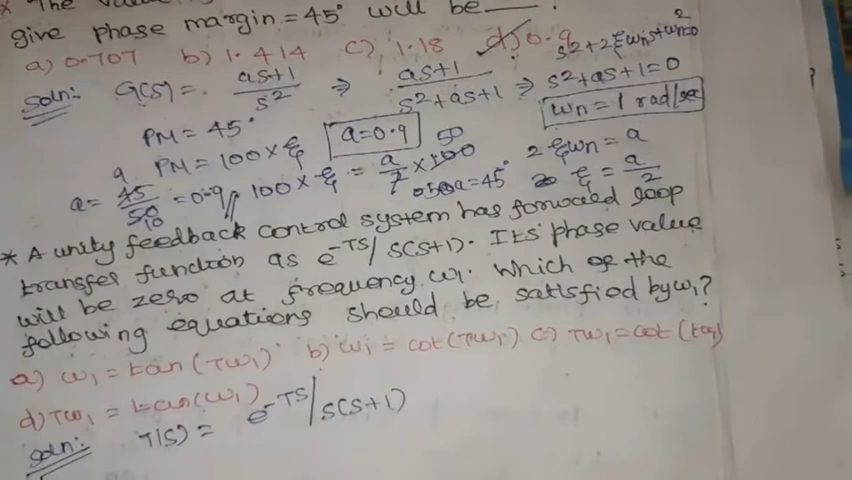 * The value
give phase margin = 45° will be ___ .
a) 0.707 b) 1.414 c) 1.18 d) 0.9
s²+2ξωns+ωn²=0
Soln: G(S) = as+1/s² ⇒ as+1/s²+as+1 ⇒ s²+as+1=0
ωn = 1 rad/sec
PM = 45°
PM = 100×ξ a=0.9 2ξωn = a
a = 45/50 = 0.9 100×ξ = a/2 × 100 50a=45° ξ = a/2
* A unity feedback control system has forward loop
transfer function as e^-TS/S(S+1). Its phase value
will be zero at frequency ω1. which of the
following equations should be satisfied by ω1?
a) ω1 = tan(Tω1) b) ω1 = cot(Tω1) c) Tω1 = cot(
d) Tω1 = tan(ω1)
Soln: T(S) = e^-TS/S(S+1)